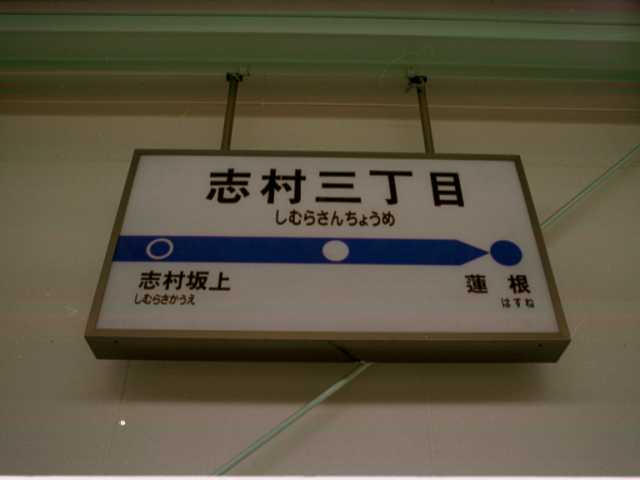 志村三丁目
しむらさんちょうめ
志村坂上
しむらさかうえ
蓮根
はすね